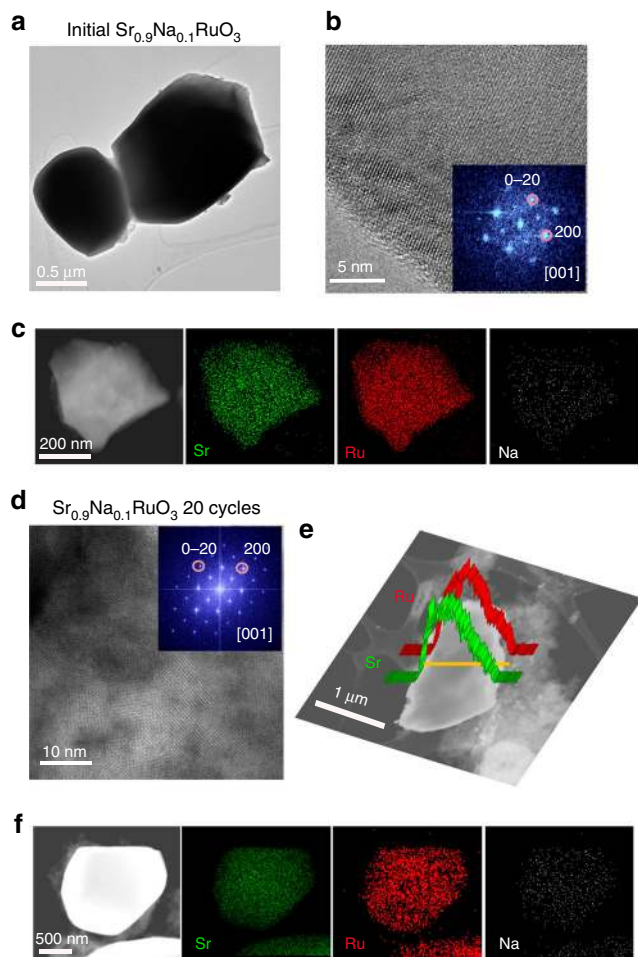 a
Initial Sr0.9Na0.1RuO3
0.5 μm
b
0–20
200
[001]
5 nm
c
200 nm
Sr
Ru
Na
d
Sr0.9Na0.1RuO3 20 cycles
0–20
200
[001]
10 nm
e
Ru
Sr
1 μm
f
500 nm
Sr
Ru
Na